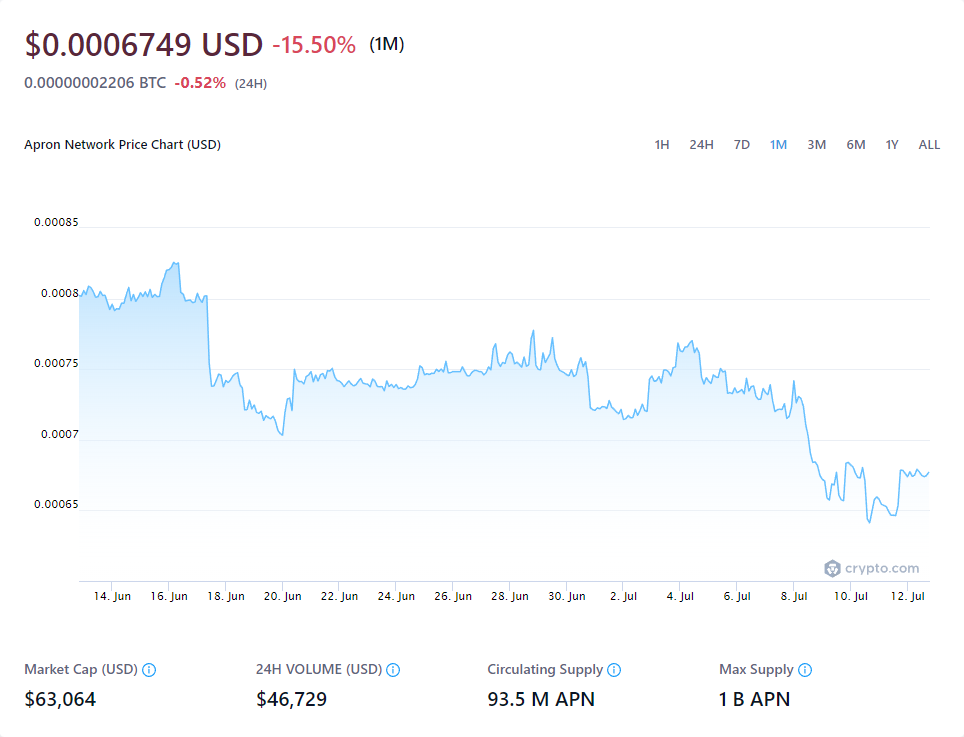 $0.0006749 USD -15.50% (1M)
0.00000002206 BTC -0.52% (24H)
Apron Network Price Chart (USD)
1H 24H 7D 1M 3M 6M 1Y ALL
0.00085
0.0008
0.00075
0.0007
0.00065
crypto.com
14. Jun 16. Jun 18. Jun 20. Jun 22. Jun 24. Jun 26. Jun 28. Jun 30. Jun 2. Jul 4. Jul 6. Jul 8. Jul 10. Jul 12. Jul
Market Cap (USD) 24H VOLUME (USD) Circulating Supply Max Supply
$63,064 $46,729 93.5 M APN 1 B APN